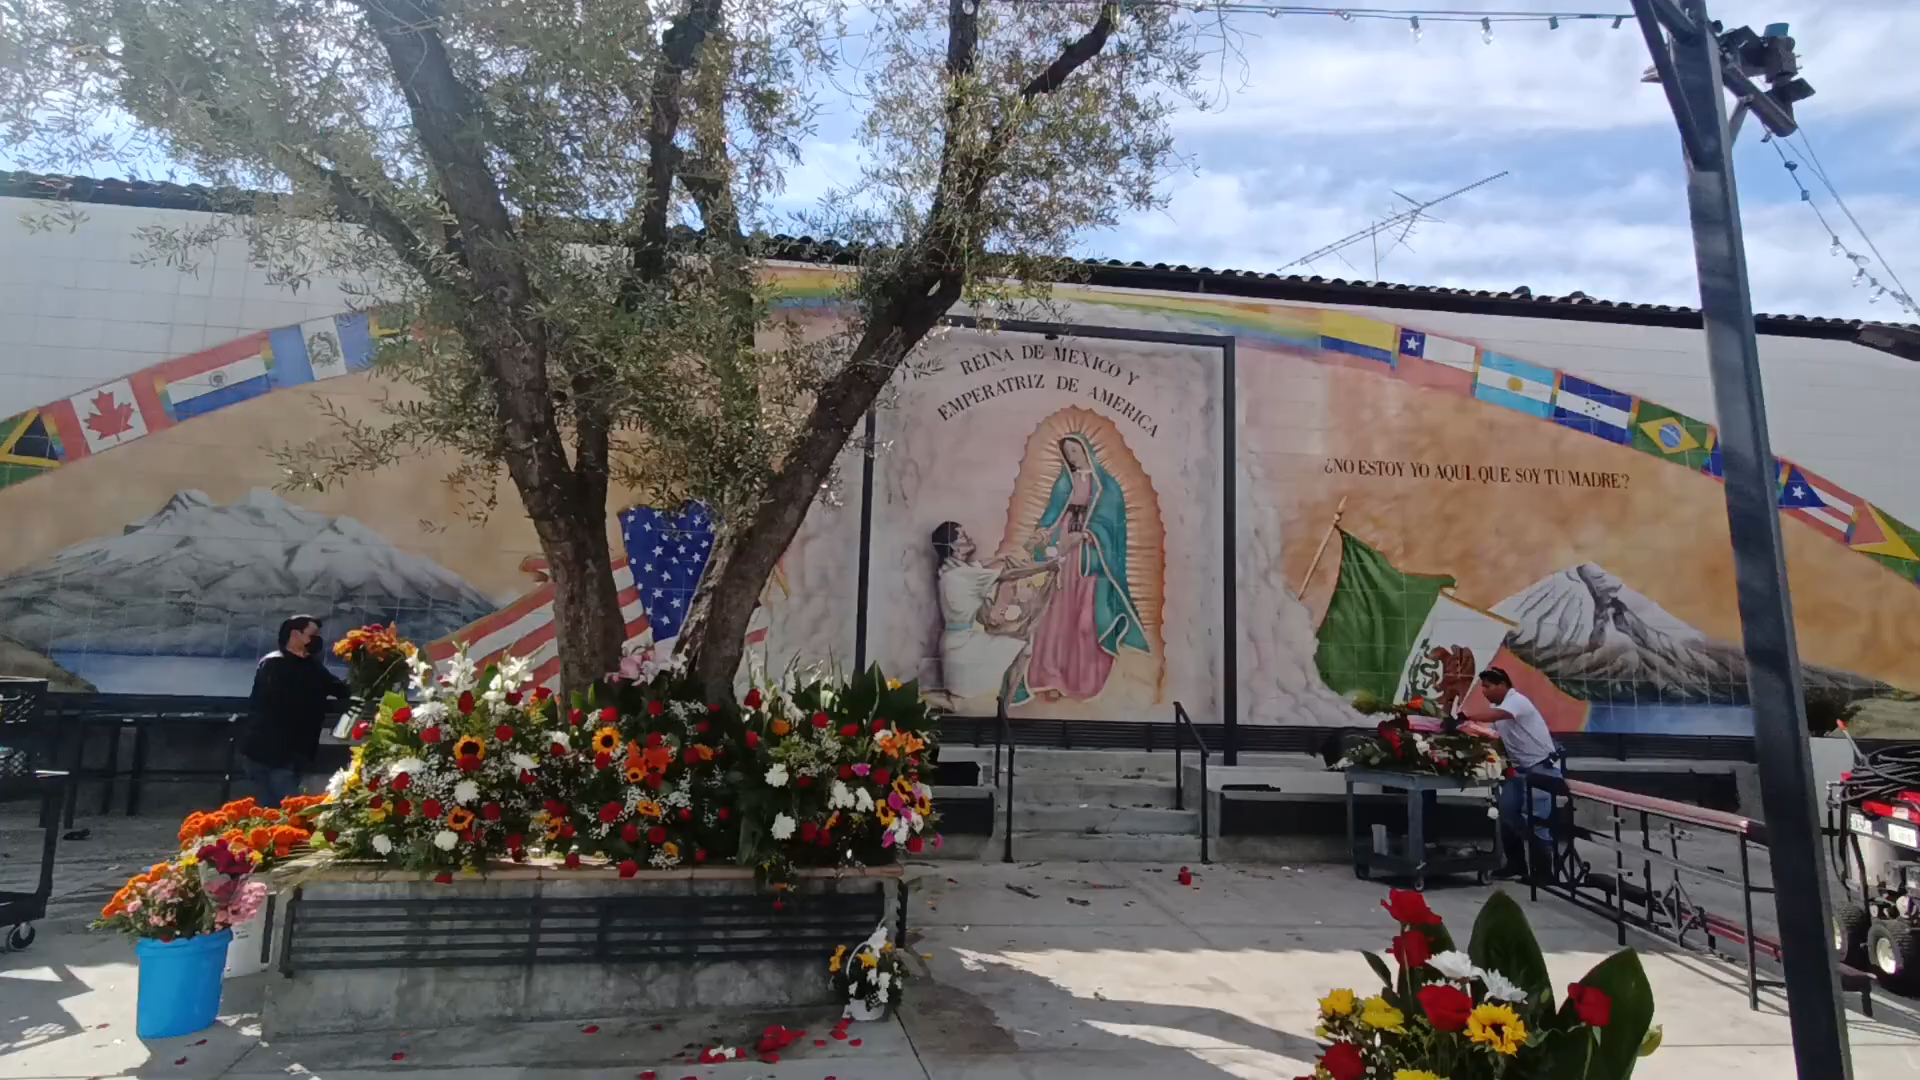 REINA DE MEXICO Y
EMPERATRIZ DE AMERICA
¿NO ESTOY YO AQUI, QUE SOY TU MADRE?